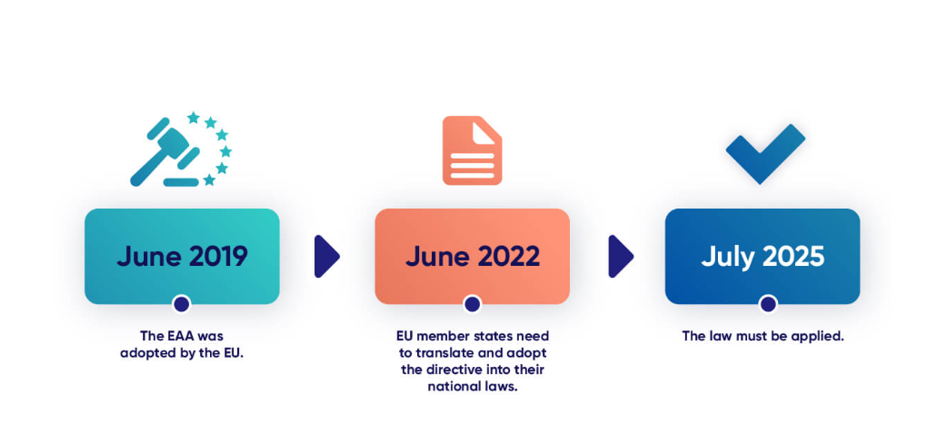 June 2019
June 2022
July 2025
The EAA was
adopted by the EU.
EU member states need
to translate and adopt
the directive into their
national laws.
The law must be applied.